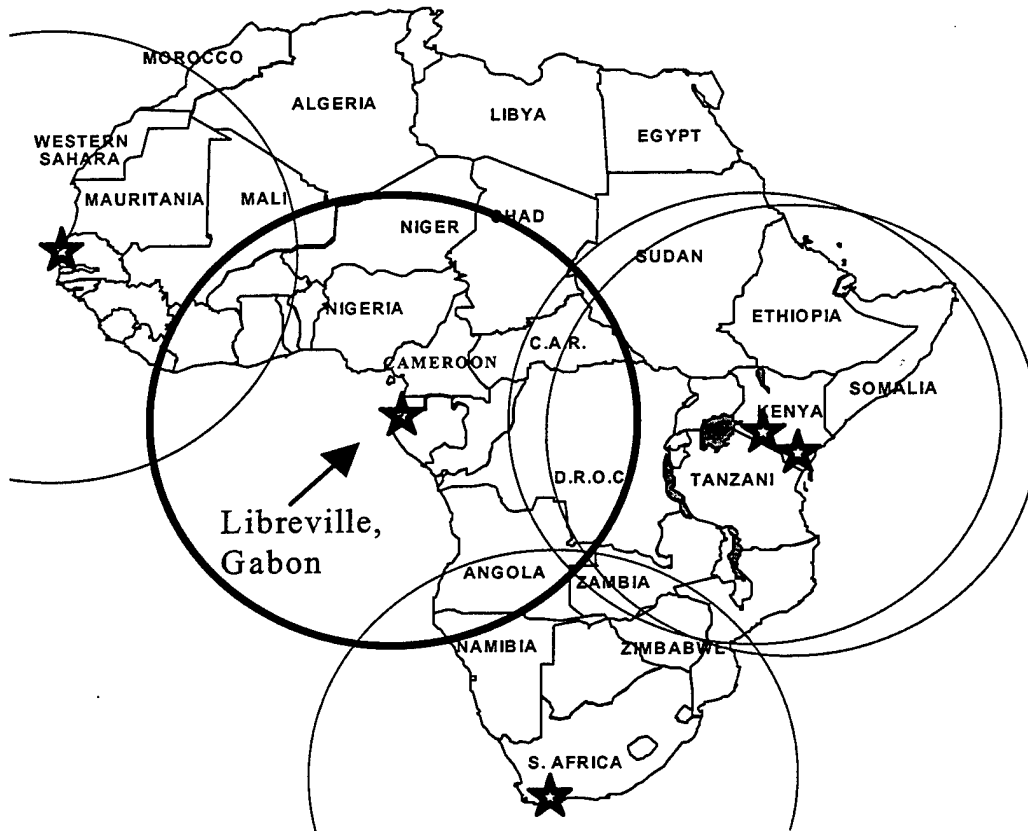 MOROCCO
ALGERIA
LIBYA
EGYPT
WESTERN
SAHARA
MAURITANIA
MALI
NIGER
CHAD
SUDAN
NIGERIA
ETHIOPIA
C.A.R.
CAMEROON
SOMALIA
KENYA
D.R.O.C
TANZANI
Libreville,
Gabon
ANGOLA
ZAMBIA
NAMIBIA
ZIMBABWE
S. AFRICA